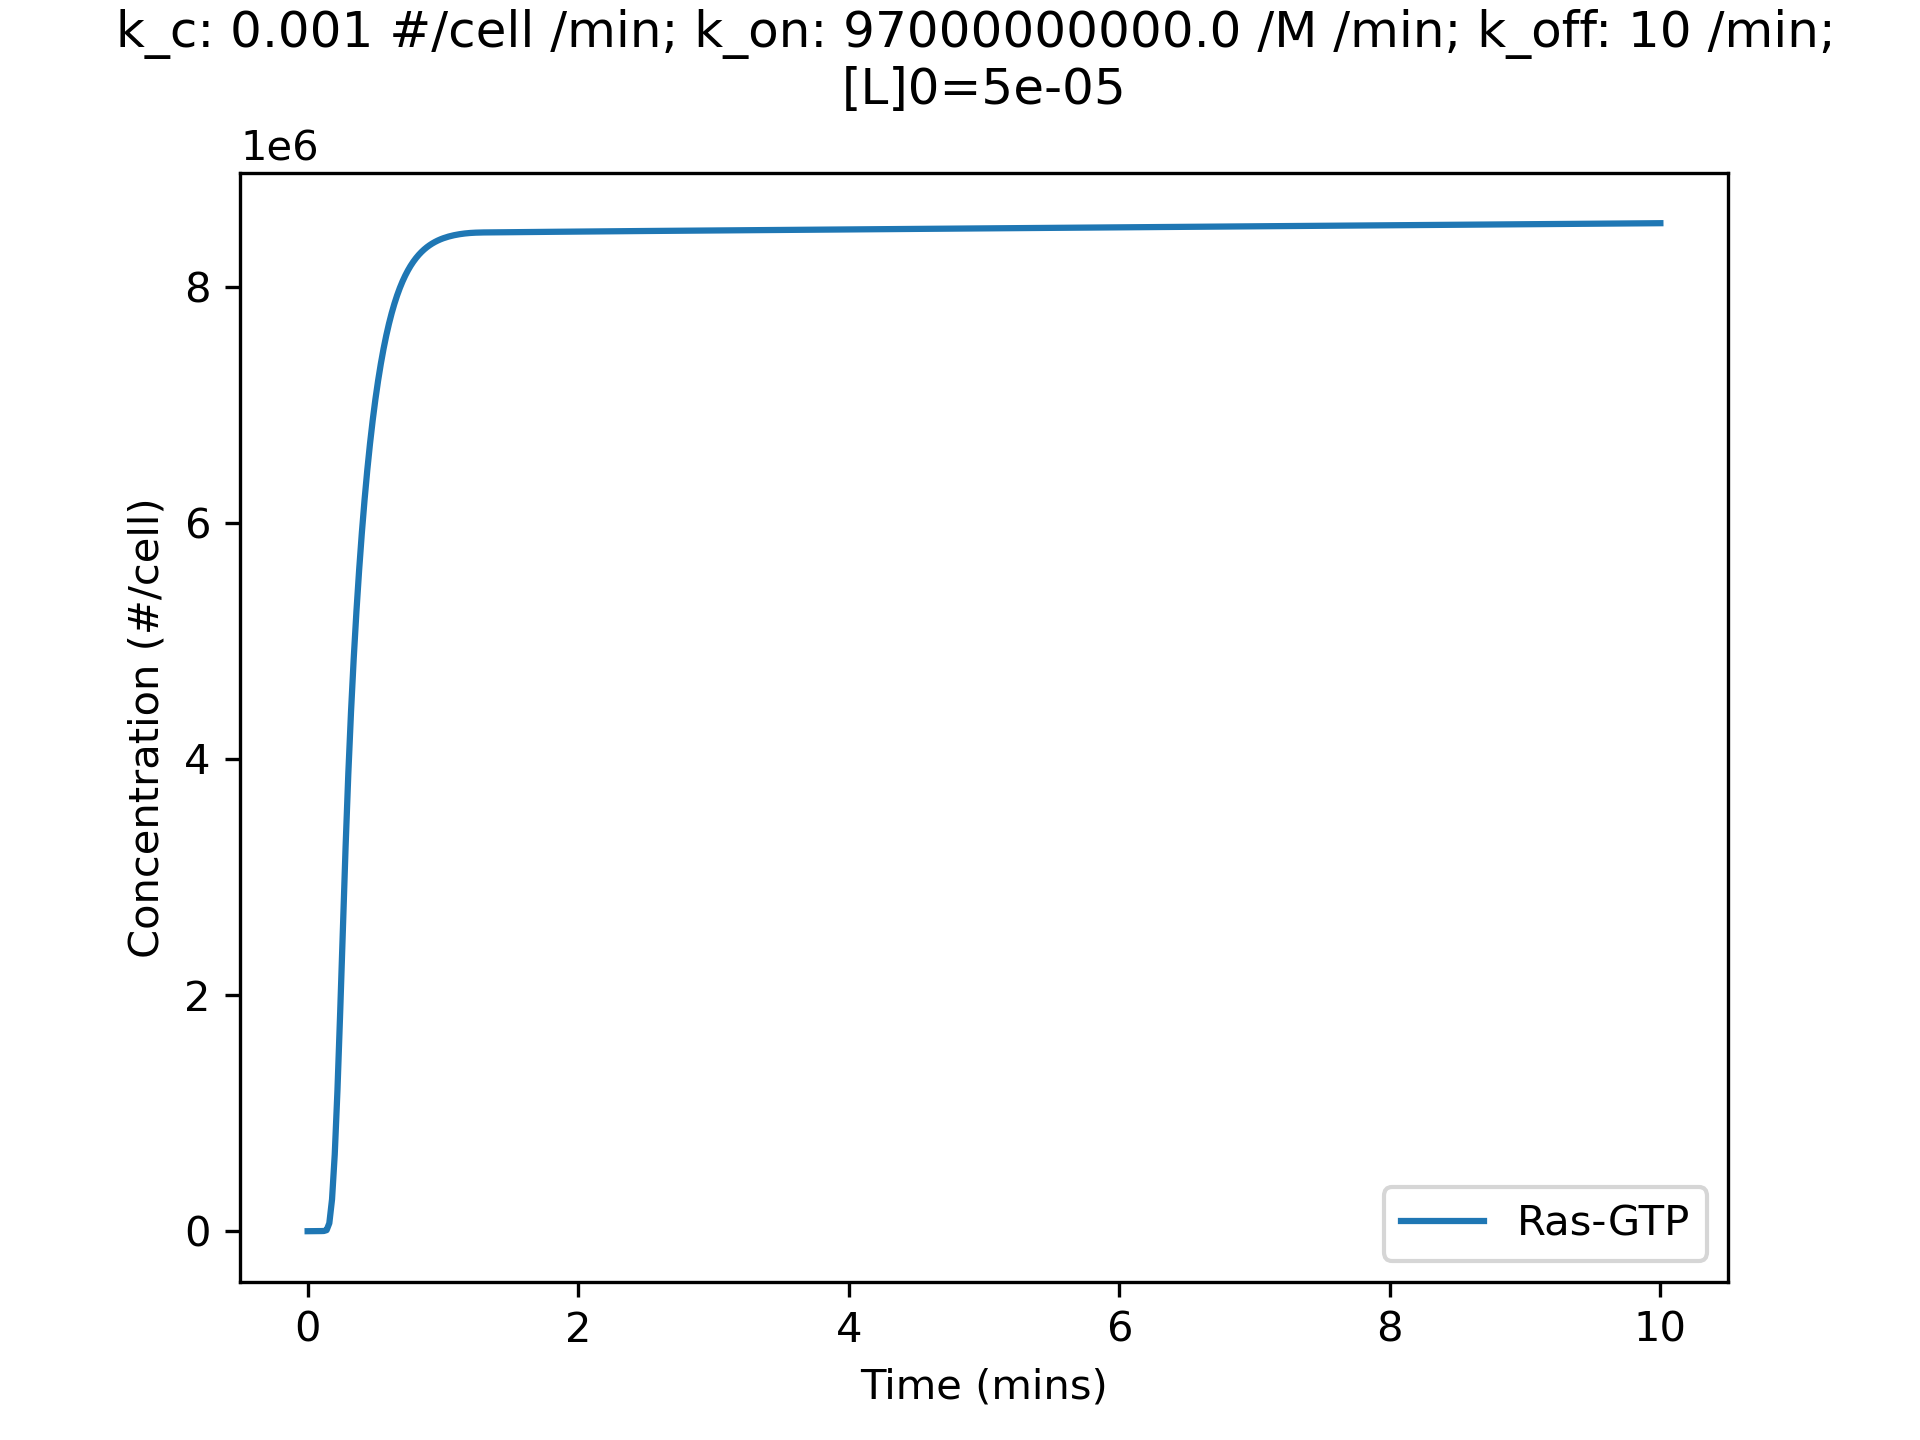 k_c: 0.001 #/cell /min; k_on: 97000000000.0 /M /min; k_off: 10 /min;
[L]0=5e-05
1e6
8
6
4
2
0
Concentration (#/cell)
Ras-GTP
0 2 4 6 8 10
Time (mins)